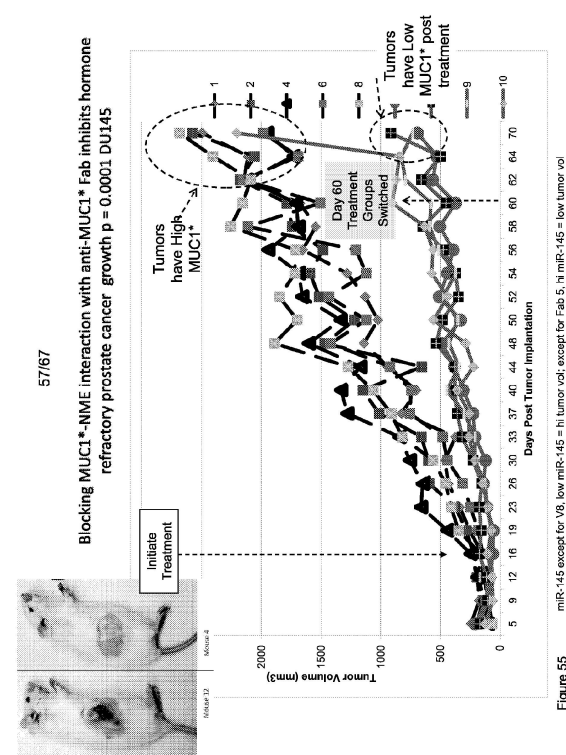 57/67
Blocking MUC1*-NME interaction with anti-MUC1* Fab inhibits hormone
refractory prostate cancer growth p = 0.0001 DU145
Mouse 12
Mouse 4
Initiate
Treatment
Tumors
have High
MUC1*
Day 60
Treatment
Groups
Switched
Tumors
have Low
MUC1* post
treatment
1
2
4
6
8
9
10
Tumor Volume (mm3)
2000
1500
1000
500
0
5 9 12 16 19 23 26 30 33 37 40 44 48 50 52 54 56 58 60 62 64 70
Days Post Tumor Implantation
Figure 55
miR-145 except for V8, low miR-145 = hi tumor vol; except for Fab 5, hi miR-145 = low tumor vol